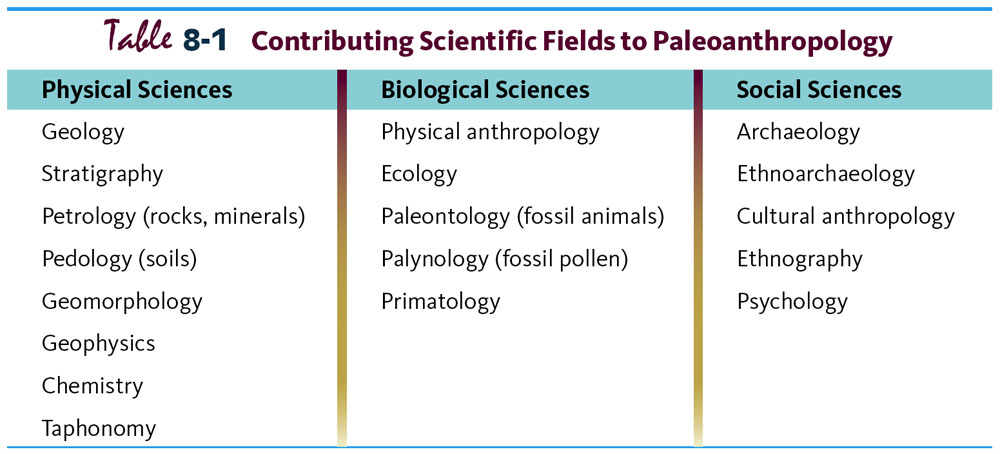 Table 8-1 Contributing Scientific Fields to Paleoanthropology
Physical Sciences Biological Sciences Social Sciences
Geology Physical anthropology Archaeology
Stratigraphy Ecology Ethnoarchaeology
Petrology (rocks, minerals) Paleontology (fossil animals) Cultural anthropology
Pedology (soils) Palynology (fossil pollen) Ethnography
Geomorphology Primatology Psychology
Geophysics
Chemistry
Taphonomy